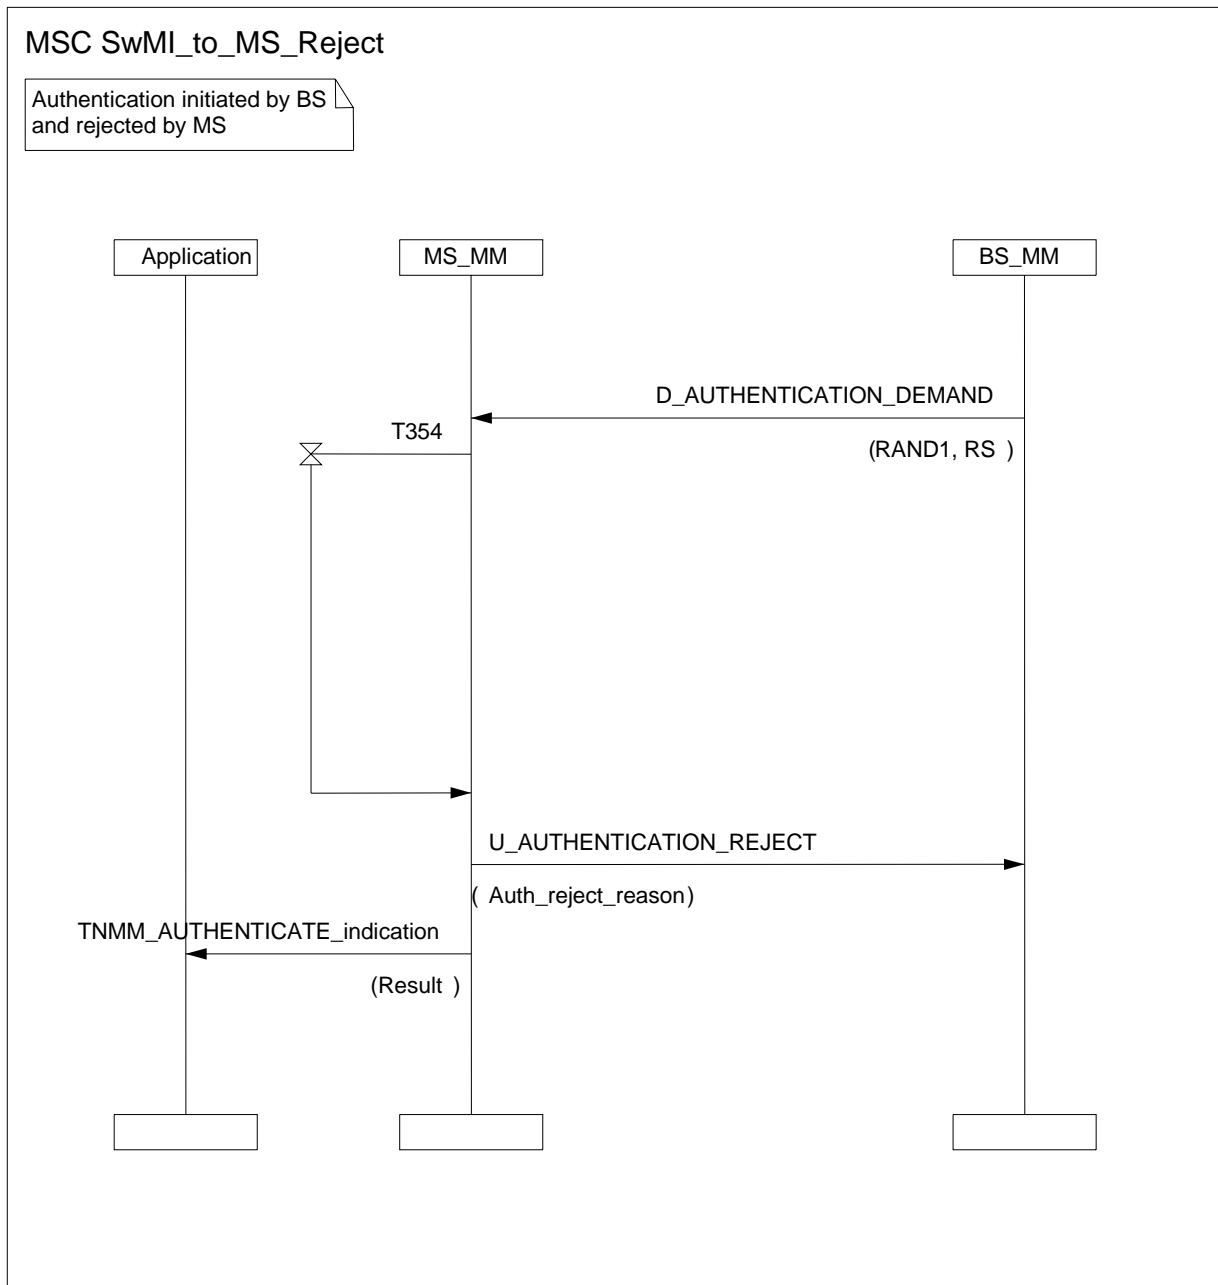 MSC SwMI_to_MS_Reject
Authentication initiated by BS
and rejected by MS
Application
MS_MM
BS_MM
D_AUTHENTICATION_DEMAND
T354
(RAND1, RS )
U_AUTHENTICATION_REJECT
( Auth_reject_reason)
TNMM_AUTHENTICATE_indication
(Result )